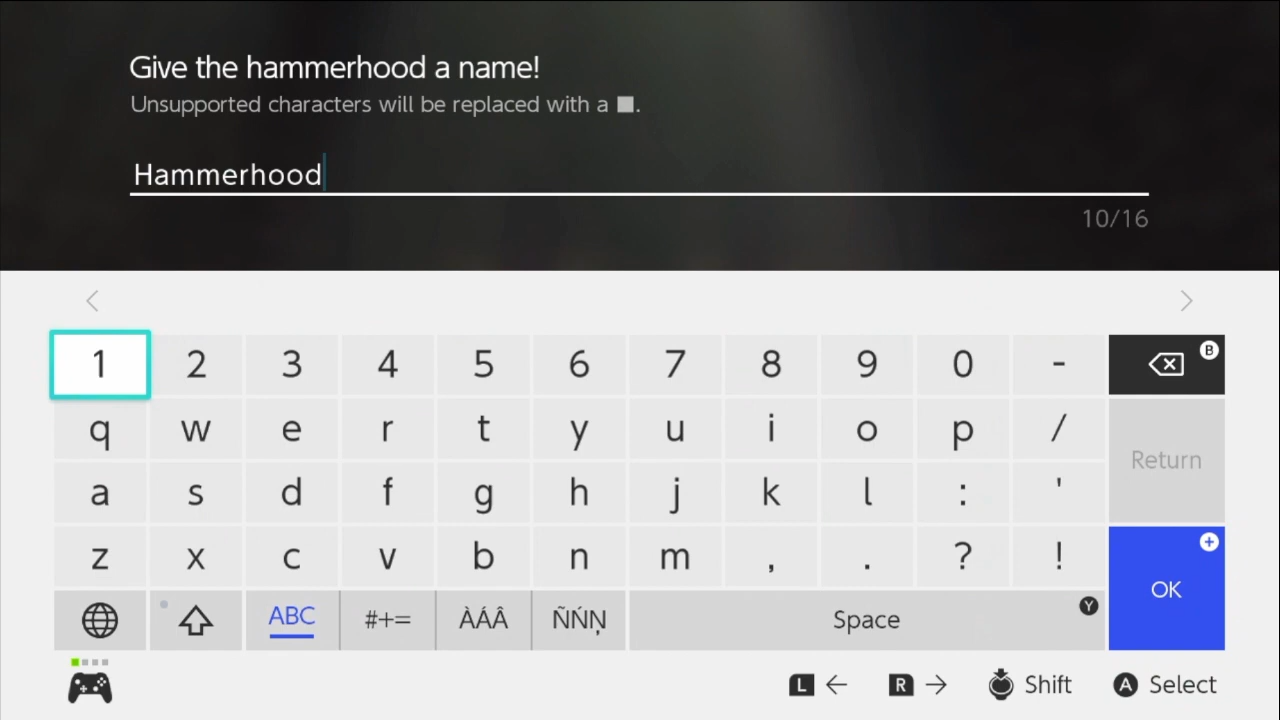 Give the hammerhood a name!
Unsupported characters will be replaced with a ■.
Hammerhood
10/16
1 2 3 4 5 6 7 8 9 0 - B
q w e r t y u i o p /
Return
a s d f g h j k l : '
z x c v b n m , . ? ! +
OK
ABC #+= ÀÁÂ ÑŃŅ Space Y
L ← R → Shift A Select